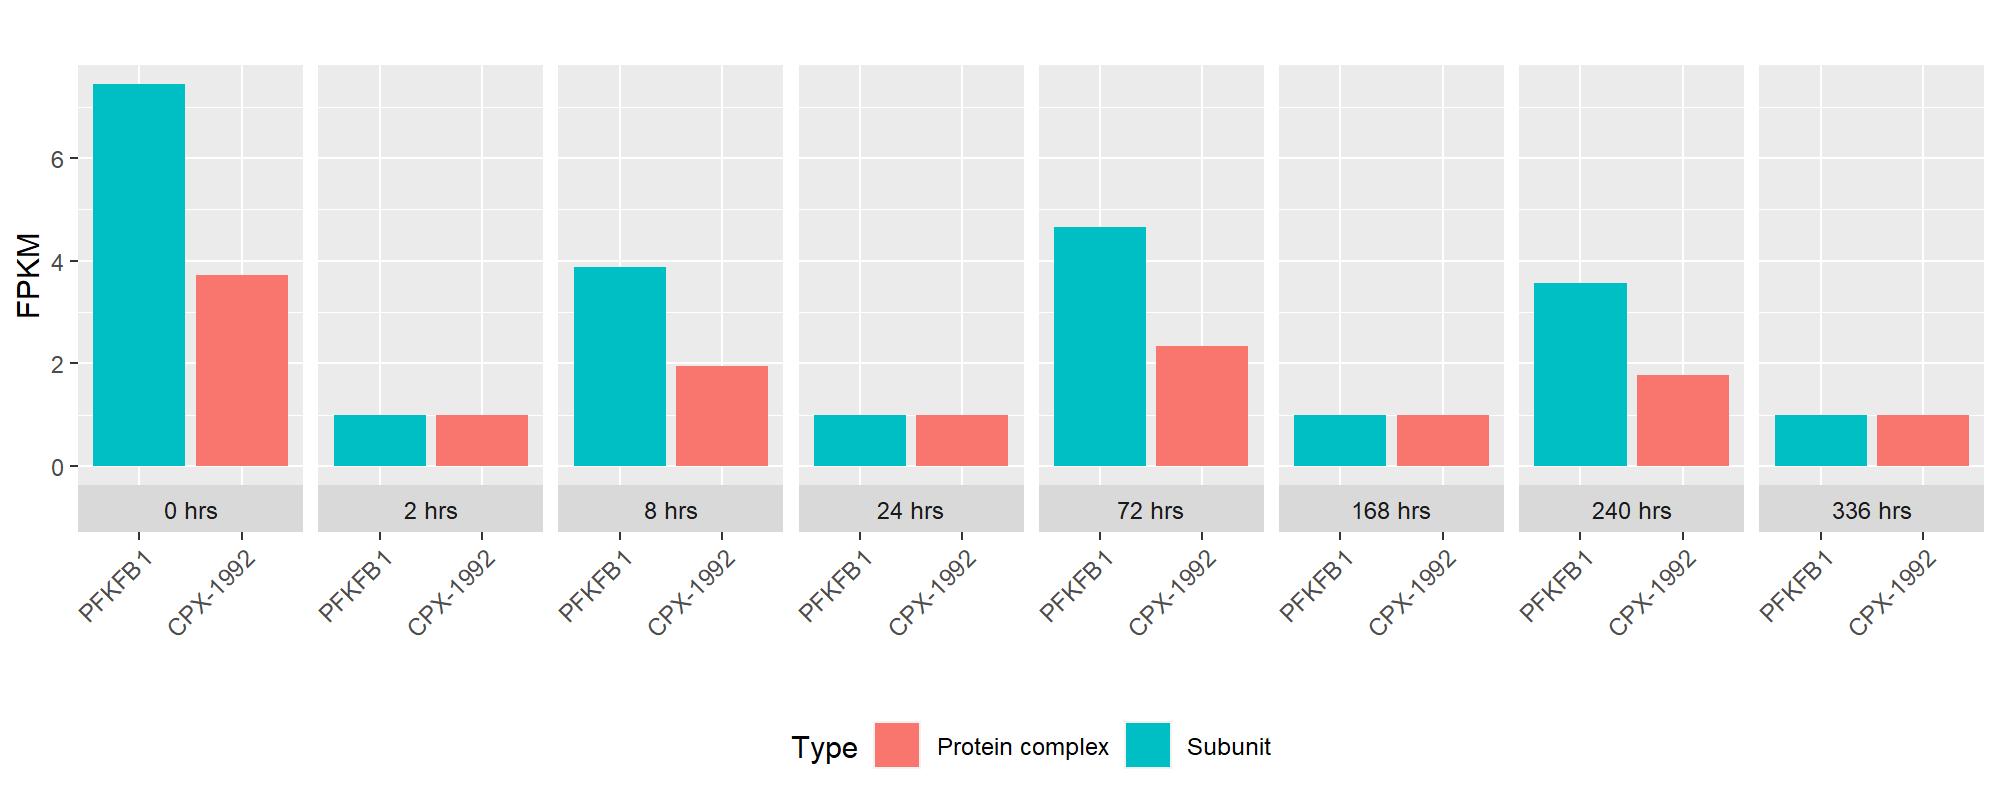 FPKM
6
4
2
0
0 hrs 2 hrs 8 hrs 24 hrs 72 hrs 168 hrs 240 hrs 336 hrs
PFKFB1 CPX-1992 PFKFB1 CPX-1992 PFKFB1 CPX-1992 PFKFB1 CPX-1992 PFKFB1 CPX-1992 PFKFB1 CPX-1992 PFKFB1 CPX-1992 PFKFB1 CPX-1992
Type Protein complex Subunit